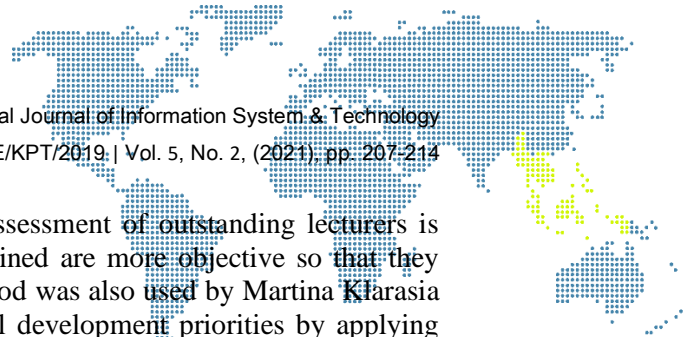 al Journal of Information System & Technology
E/KPT/2019 | Vol. 5, No. 2, (2021), pp. 207-214
ssessment of outstanding lecturers is
ined are more objective so that they
od was also used by Martina Klarasia
l development priorities by applying